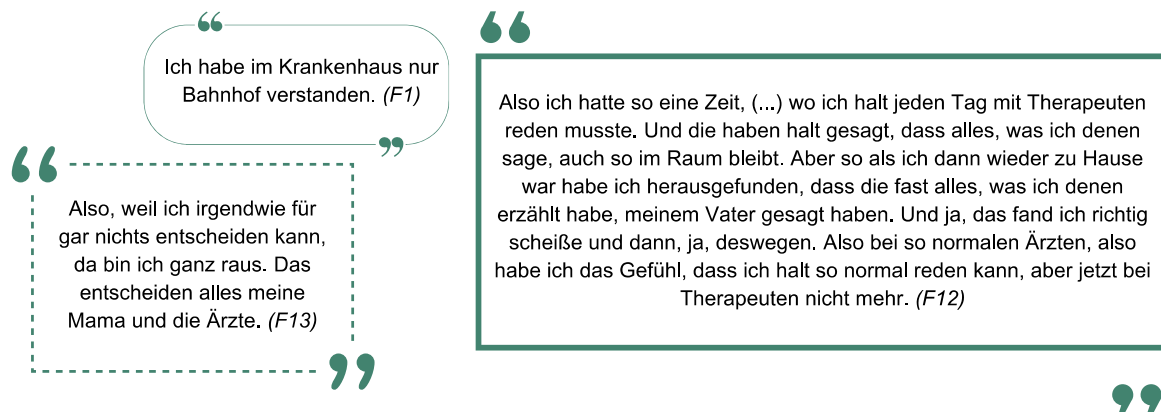 Ich habe im Krankenhaus nur
Bahnhof verstanden. (F1)
Also, weil ich irgendwie für
gar nichts entscheiden kann,
da bin ich ganz raus. Das
entscheiden alles meine
Mama und die Ärzte. (F13)
Also ich hatte so eine Zeit, (...) wo ich halt jeden Tag mit Therapeuten
reden musste. Und die haben halt gesagt, dass alles, was ich denen
sage, auch so im Raum bleibt. Aber so als ich dann wieder zu Hause
war habe ich herausgefunden, dass die fast alles, was ich denen
erzählt habe, meinem Vater gesagt haben. Und ja, das fand ich richtig
scheiße und dann, ja, deswegen. Also bei so normalen Ärzten, also
habe ich das Gefühl, dass ich halt so normal reden kann, aber jetzt bei
Therapeuten nicht mehr. (F12)